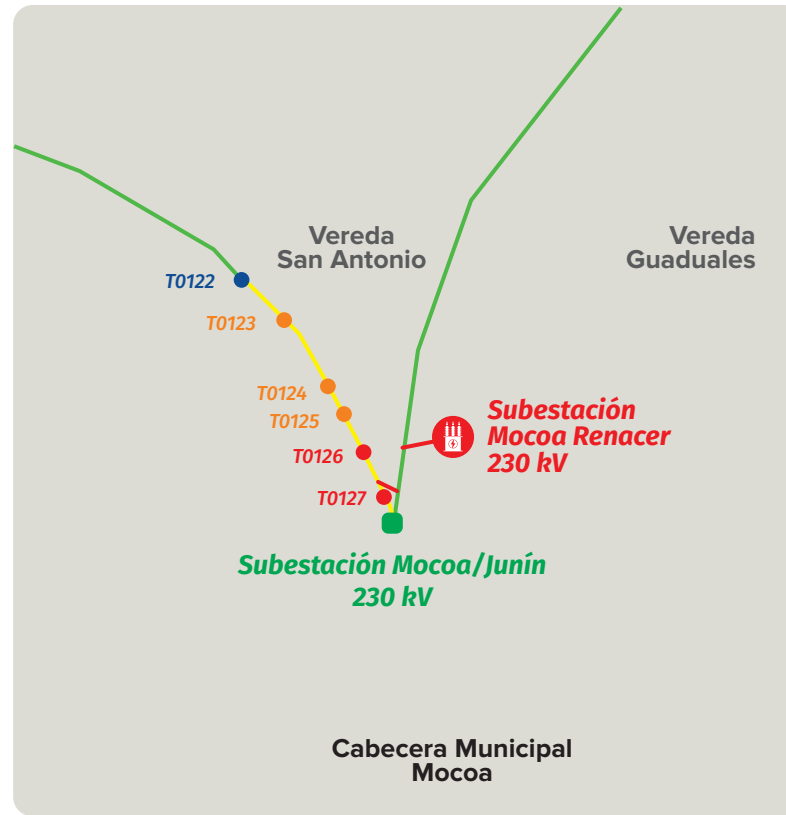 Vereda
San Antonio
Vereda
Guaduales
T0122
T0123
T0124
T0125
T0126
T0127
Subestación
Mocoa Renacer
230 kV
Subestación Mocoa/Junín
230 kV
Cabecera Municipal
Mocoa